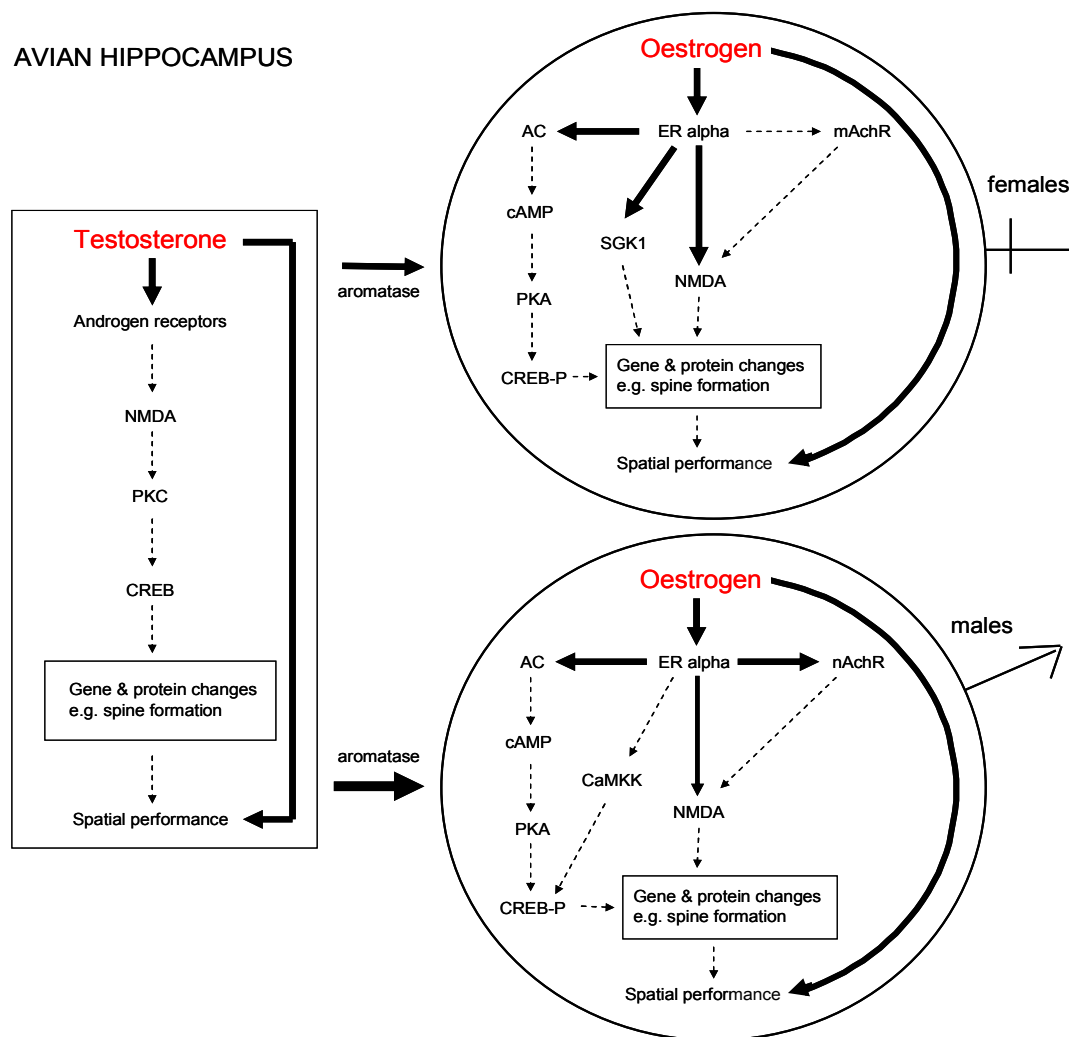 AVIAN HIPPOCAMPUS
Testosterone
Androgen receptors
NMDA
PKC
CREB
Gene & protein changes
e.g. spine formation
Spatial performance
aromatase
Oestrogen
AC
ER alpha
mAchR
cAMP
SGK1
PKA
NMDA
CREB-P
Gene & protein changes
e.g. spine formation
Spatial performance
females
aromatase
Oestrogen
AC
ER alpha
nAchR
cAMP
CaMKK
PKA
NMDA
CREB-P
Gene & protein changes
e.g. spine formation
Spatial performance
males